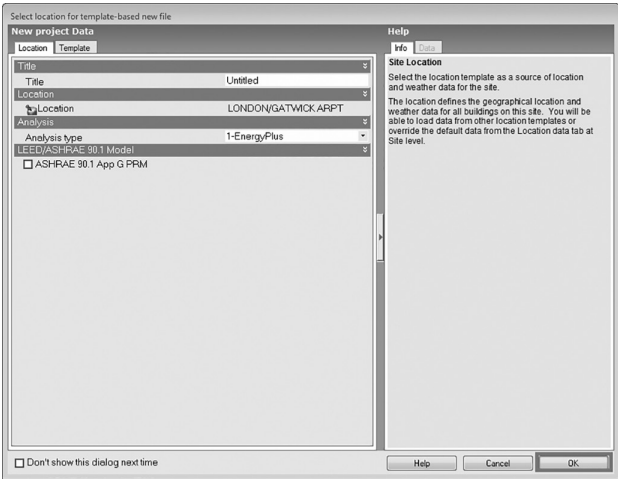 Select location for template-based new file
New project Data
Location Template
Title
Title Untitled
Location
Location LONDON/GATWICK ARPT
Analysis
Analysis type 1-EnergyPlus
LEED/ASHRAE 90.1 Model
ASHRAE 90.1 App G PRM
Don't show this dialog next time
Help
Info Data
Site Location
Select the location template as a source of location
and weather data for the site.
The location defines the geographical location and
weather data for all buildings on this site. You will be
able to load data from other location templates or
override the default data from the Location data tab at
Site level.
Help Cancel OK